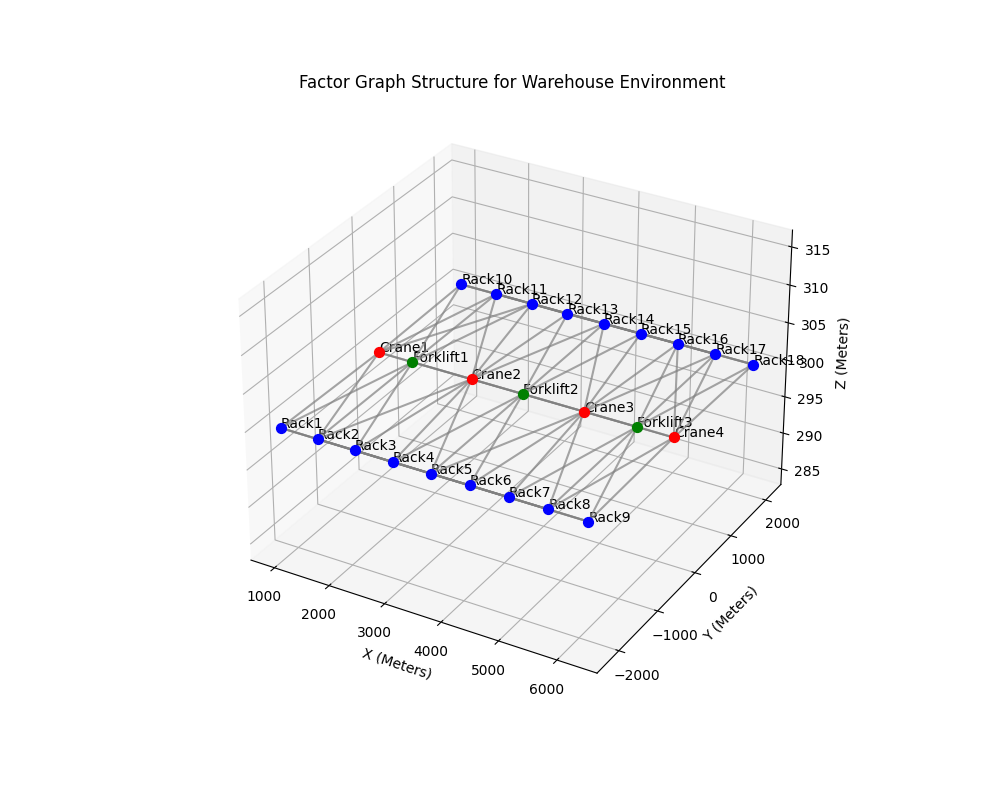 Factor Graph Structure for Warehouse Environment
Rack10
Rack11
Rack12
Rack13
Rack14
Rack15
Rack16
Rack17
Rack18
Crane1
Forklift1
Crane2
Forklift2
Crane3
Forklift3
Crane4
Rack1
Rack2
Rack3
Rack4
Rack5
Rack6
Rack7
Rack8
Rack9
315
310
305
300
295
290
285
Z (Meters)
2000
1000
0
−1000
−2000
Y (Meters)
1000
2000
3000
4000
5000
6000
X (Meters)